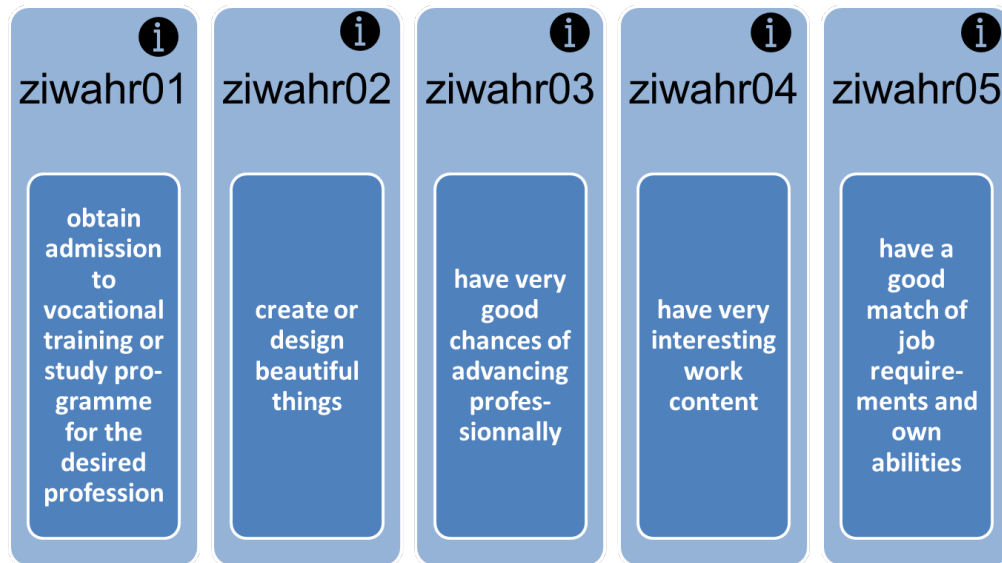 ziwahr01
obtain
admission
to
vocational
training or
study pro-
gramme
for the
desired
profession
ziwahr02
create or
design
beautiful
things
ziwahr03
have very
good
chances of
advancing
profes-
sionnally
ziwahr04
have very
interesting
work
content
ziwahr05
have a
good
match of
job
require-
ments and
own
abilities